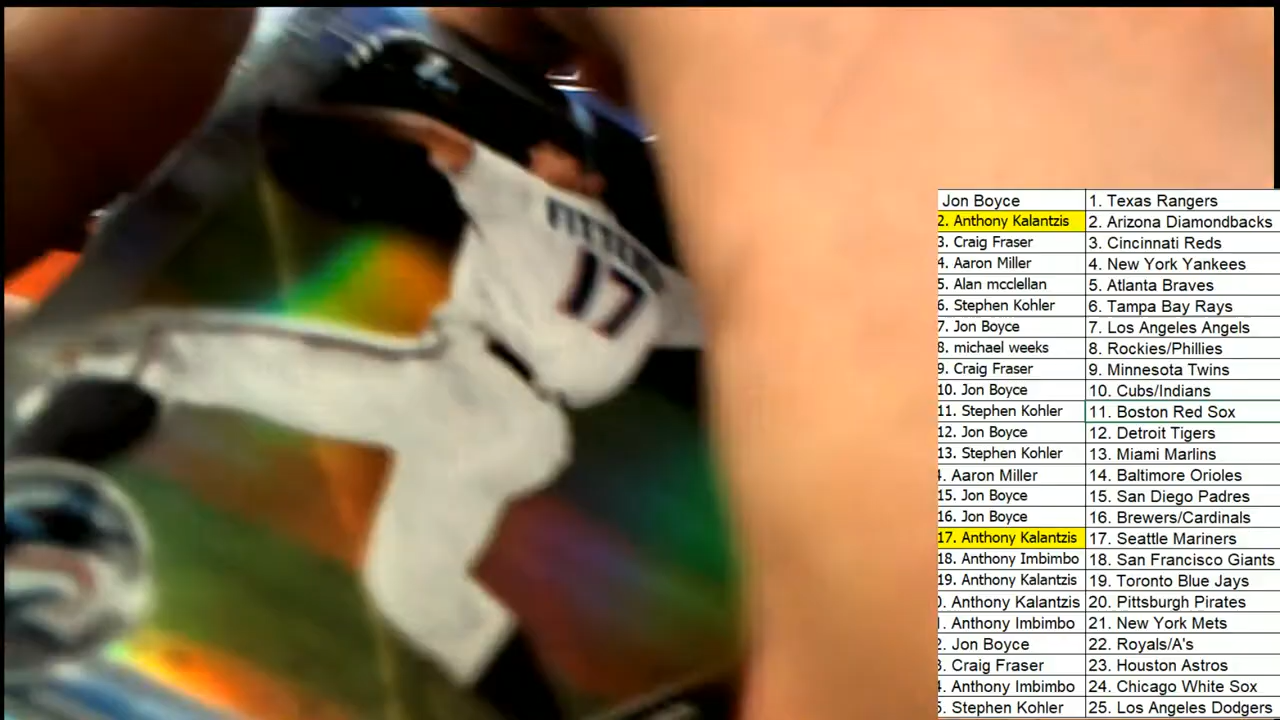 17
Jon Boyce 1. Texas Rangers
2. Anthony Kalantzis 2. Arizona Diamondbacks
3. Craig Fraser 3. Cincinnati Reds
4. Aaron Miller 4. New York Yankees
5. Alan mcclellan 5. Atlanta Braves
6. Stephen Kohler 6. Tampa Bay Rays
7. Jon Boyce 7. Los Angeles Angels
8. michael weeks 8. Rockies/Phillies
9. Craig Fraser 9. Minnesota Twins
10. Jon Boyce 10. Cubs/Indians
11. Stephen Kohler 11. Boston Red Sox
12. Jon Boyce 12. Detroit Tigers
13. Stephen Kohler 13. Miami Marlins
. Aaron Miller 14. Baltimore Orioles
15. Jon Boyce 15. San Diego Padres
16. Jon Boyce 16. Brewers/Cardinals
17. Anthony Kalantzis 17. Seattle Mariners
18. Anthony Imbimbo 18. San Francisco Giants
19. Anthony Kalantzis 19. Toronto Blue Jays
. Anthony Kalantzis 20. Pittsburgh Pirates
. Anthony Imbimbo 21. New York Mets
. Jon Boyce 22. Royals/A's
. Craig Fraser 23. Houston Astros
. Anthony Imbimbo 24. Chicago White Sox
. Stephen Kohler 25. Los Angeles Dodgers